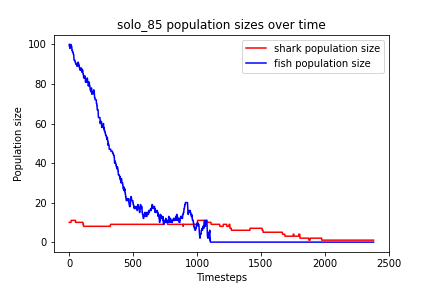 solo_85 population sizes over time
shark population size
fish population size
Population size
100
80
60
40
20
0
0 500 1000 1500 2000 2500
Timesteps